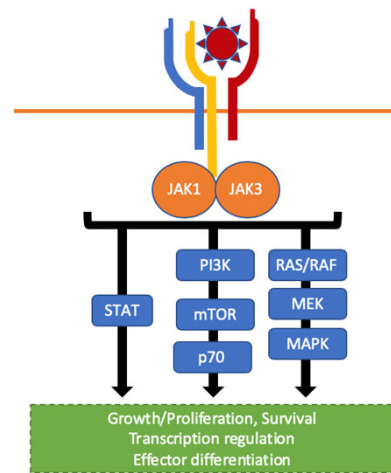 JAK1
JAK3
STAT
PI3K
mTOR
p70
RAS/RAF
MEK
MAPK
Growth/Proliferation, Survival
Transcription regulation
Effector differentiation